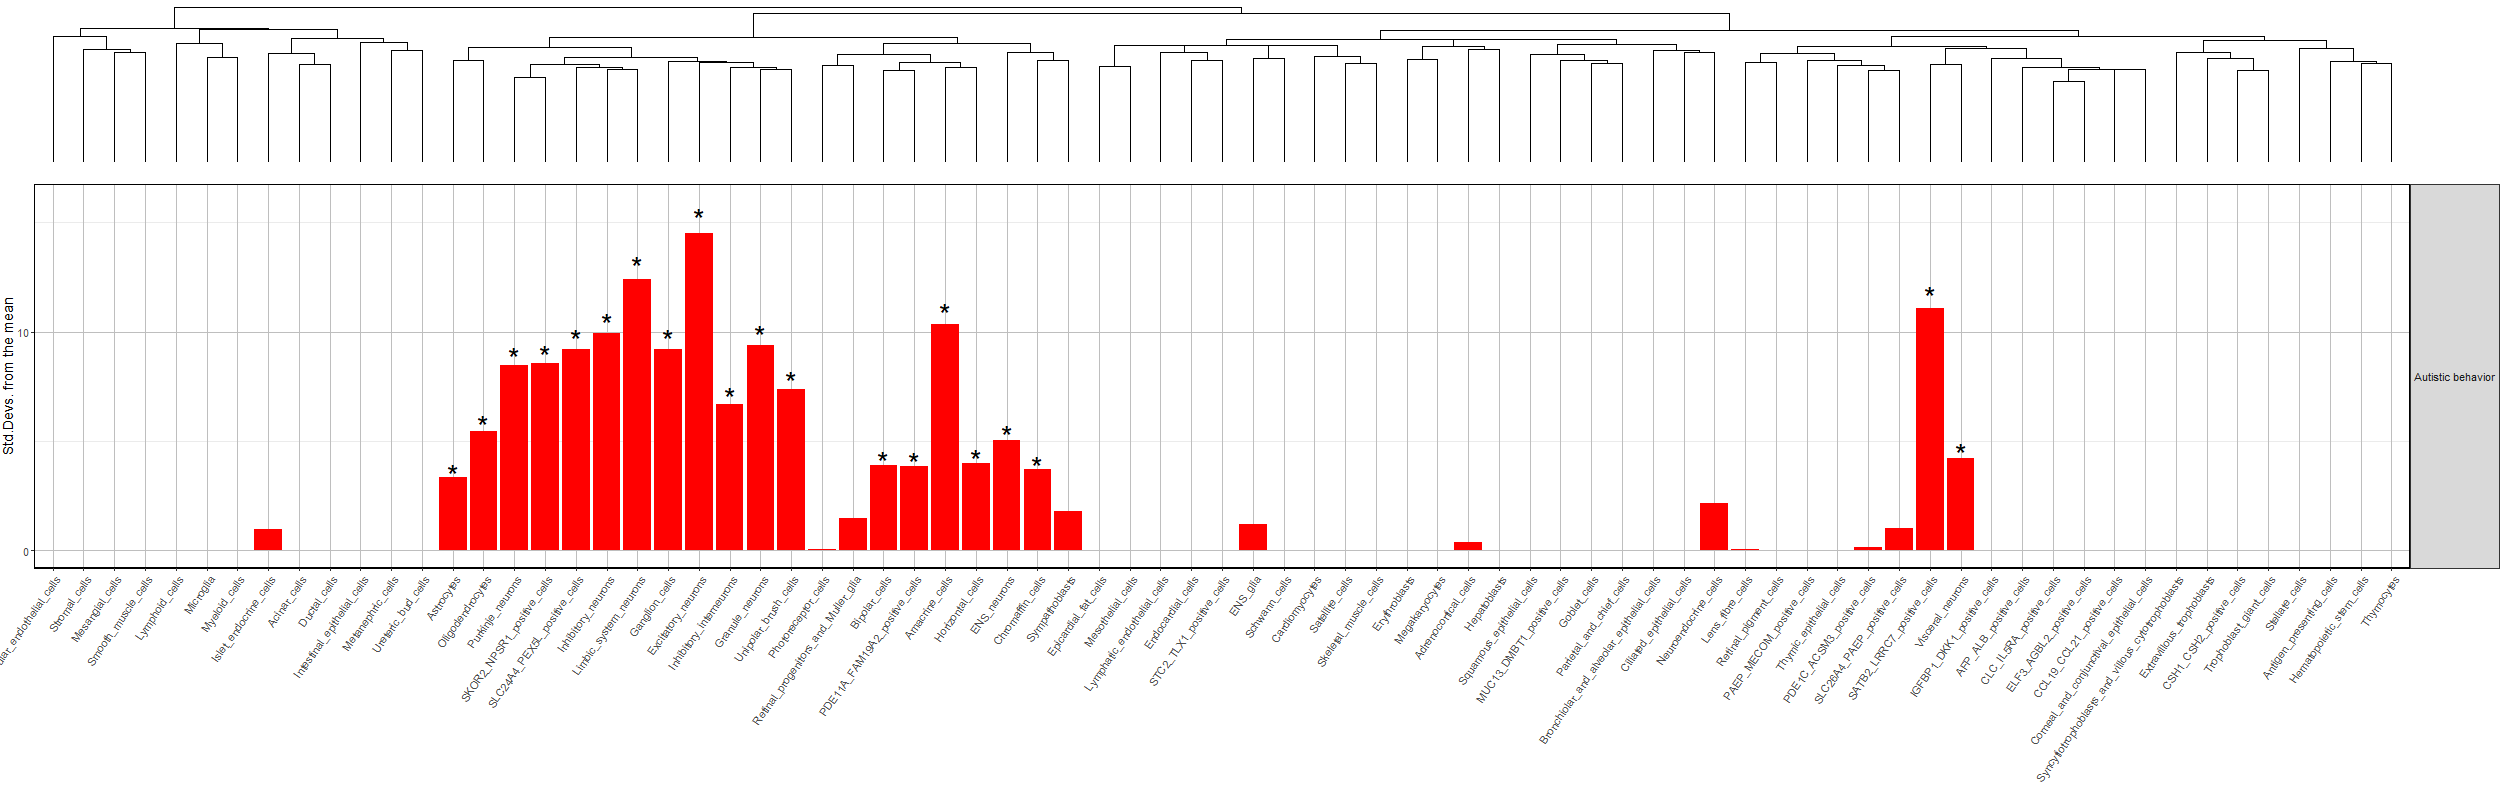 Std.Devs. from the mean
10
0
* * * * * * * * * * * * * * * * * * * *
Autistic behavior
Stromal_cells
Mesangial_cells
Smooth_muscle_cells
Lymphoid_cells
Microglia
Myeloid_cells
Islet_endocrine_cells
Acinar_cells
Ductal_cells
Intestinal_epithelial_cells
Metanephric_cells
Ureteric_bud_cells
Astrocytes
Oligodendrocytes
Purkinje_neurons
SKOR2_NPSR1_positive_cells
SLC24A4_PEX5L_positive_cells
Inhibitory_neurons
Limbic_system_neurons
Ganglion_cells
Excitatory_neurons
Inhibitory_interneurons
Granule_neurons
Unipolar_brush_cells
Photoreceptor_cells
Retinal_progenitors_and_Muller_glia
Bipolar_cells
PDE11A_FAM19A2_positive_cells
Amacrine_cells
Horizontal_cells
ENS_neurons
Chromaffin_cells
Sympathoblasts
Epicardial_fat_cells
Mesothelial_cells
Lymphatic_endothelial_cells
Endocardial_cells
STC2_TLX1_positive_cells
ENS_glia
Schwann_cells
Cardiomyocytes
Satellite_cells
Skeletal_muscle_cells
Erythroblasts
Megakaryocytes
Adrenocortical_cells
Hepatoblasts
Squamous_epithelial_cells
MUC13_DMBT1_positive_cells
Goblet_cells
Parietal_and_chief_cells
Bronchiolar_and_alveolar_epithelial_cells
Ciliated_epithelial_cells
Neuroendocrine_cells
Lens_fibre_cells
Retinal_pigment_cells
PAEP_MECOM_positive_cells
Thymic_epithelial_cells
PDE1C_ACSM3_positive_cells
SLC26A4_PAEP_positive_cells
SATB2_LRRC7_positive_cells
Visceral_neurons
IGFBP1_DKK1_positive_cells
AFP_ALB_positive_cells
CLC_IL5RA_positive_cells
ELF3_AGBL2_positive_cells
CCL19_CCL21_positive_cells
Corneal_and_conjunctival_epithelial_cells
Syncytiotrophoblasts_and_villous_cytotrophoblasts
Extravillous_trophoblasts
CSH1_CSH2_positive_cells
Trophoblast_giant_cells
Stellate_cells
Antigen_presenting_cells
Hematopoietic_stem_cells
Thymocytes